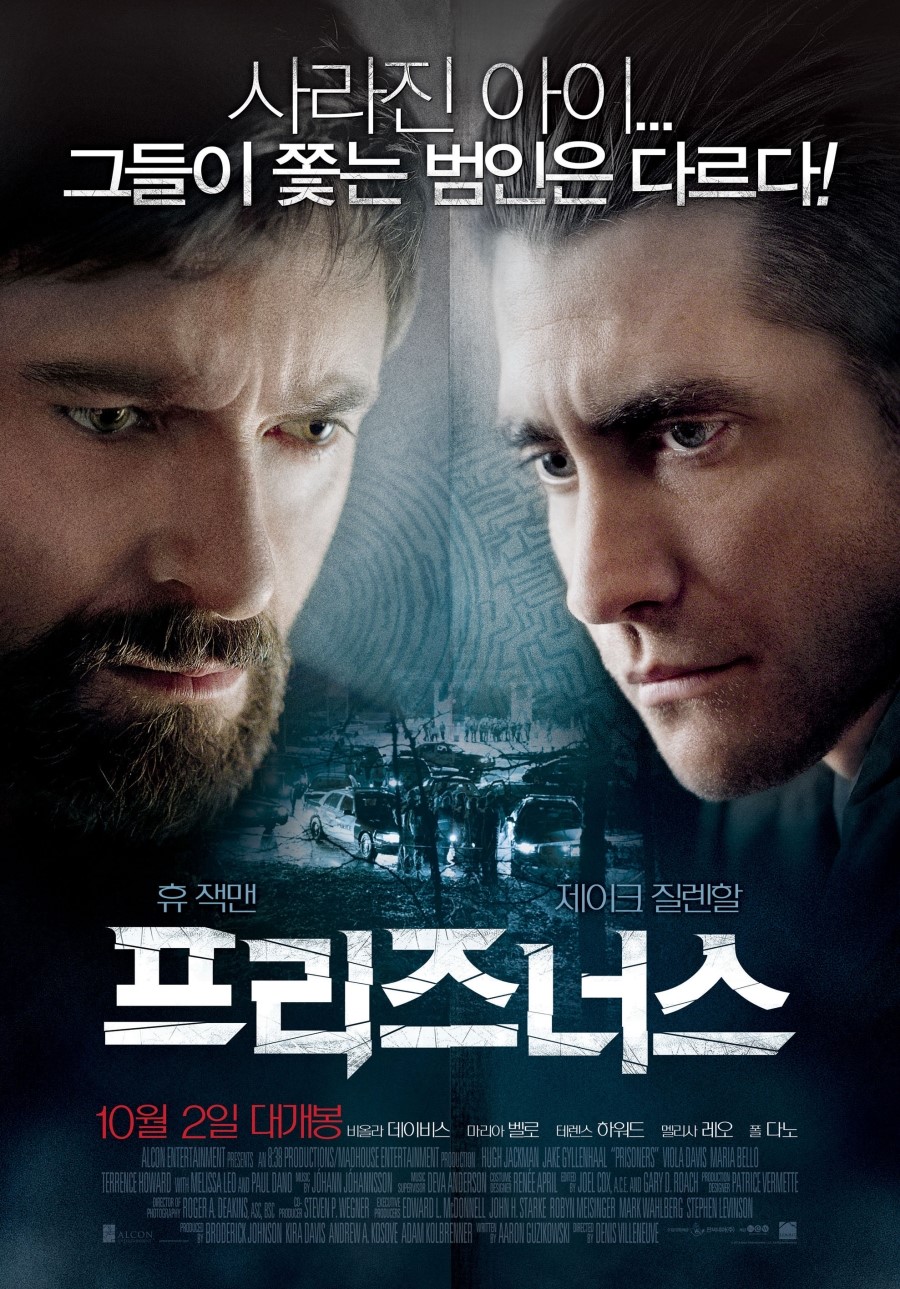 사라진 아이...
그들이 쫓는 범인은 다르다!
휴 잭맨 제이크 질렌할
프리즈너스
10월 2일 대개봉 비올라 데이비스 마리아 벨로 테렌스 하워드 멜리사 레오 폴 다노
ALCON ENTERTAINMENT PRESENTS AN 8:38 PRODUCTIONS/MADHOUSE ENTERTAINMENT PRODUCTION HUGH JACKMAN JAKE GYLLENHAAL "PRISONERS" VIOLA DAVIS MARIA BELLO
TERRENCE HOWARD WITH MELISSA LEO AND PAUL DANO MUSIC BY JÓHANN JÓHANNSSON MUSIC SUPERVISOR DEVA ANDERSON COSTUME DESIGNER RENÉE APRIL EDITED BY JOEL COX, A.C.E. AND GARY D. ROACH PRODUCTION DESIGNER PATRICE VERMETTE
DIRECTOR OF PHOTOGRAPHY ROGER A. DEAKINS, ASC, BSC CO-PRODUCER STEVEN P. WEGNER EXECUTIVE PRODUCERS EDWARD L. McDONNELL JOHN H. STARKE ROBYN MEISINGER MARK WAHLBERG STEPHEN LEVINSON
ALCON PRODUCED BY BRODERICK JOHNSON KIRA DAVIS ANDREW A. KOSOVE ADAM KOLBRENNER WRITTEN BY AARON GUZIKOWSKI DIRECTED BY DENIS VILLENEUVE